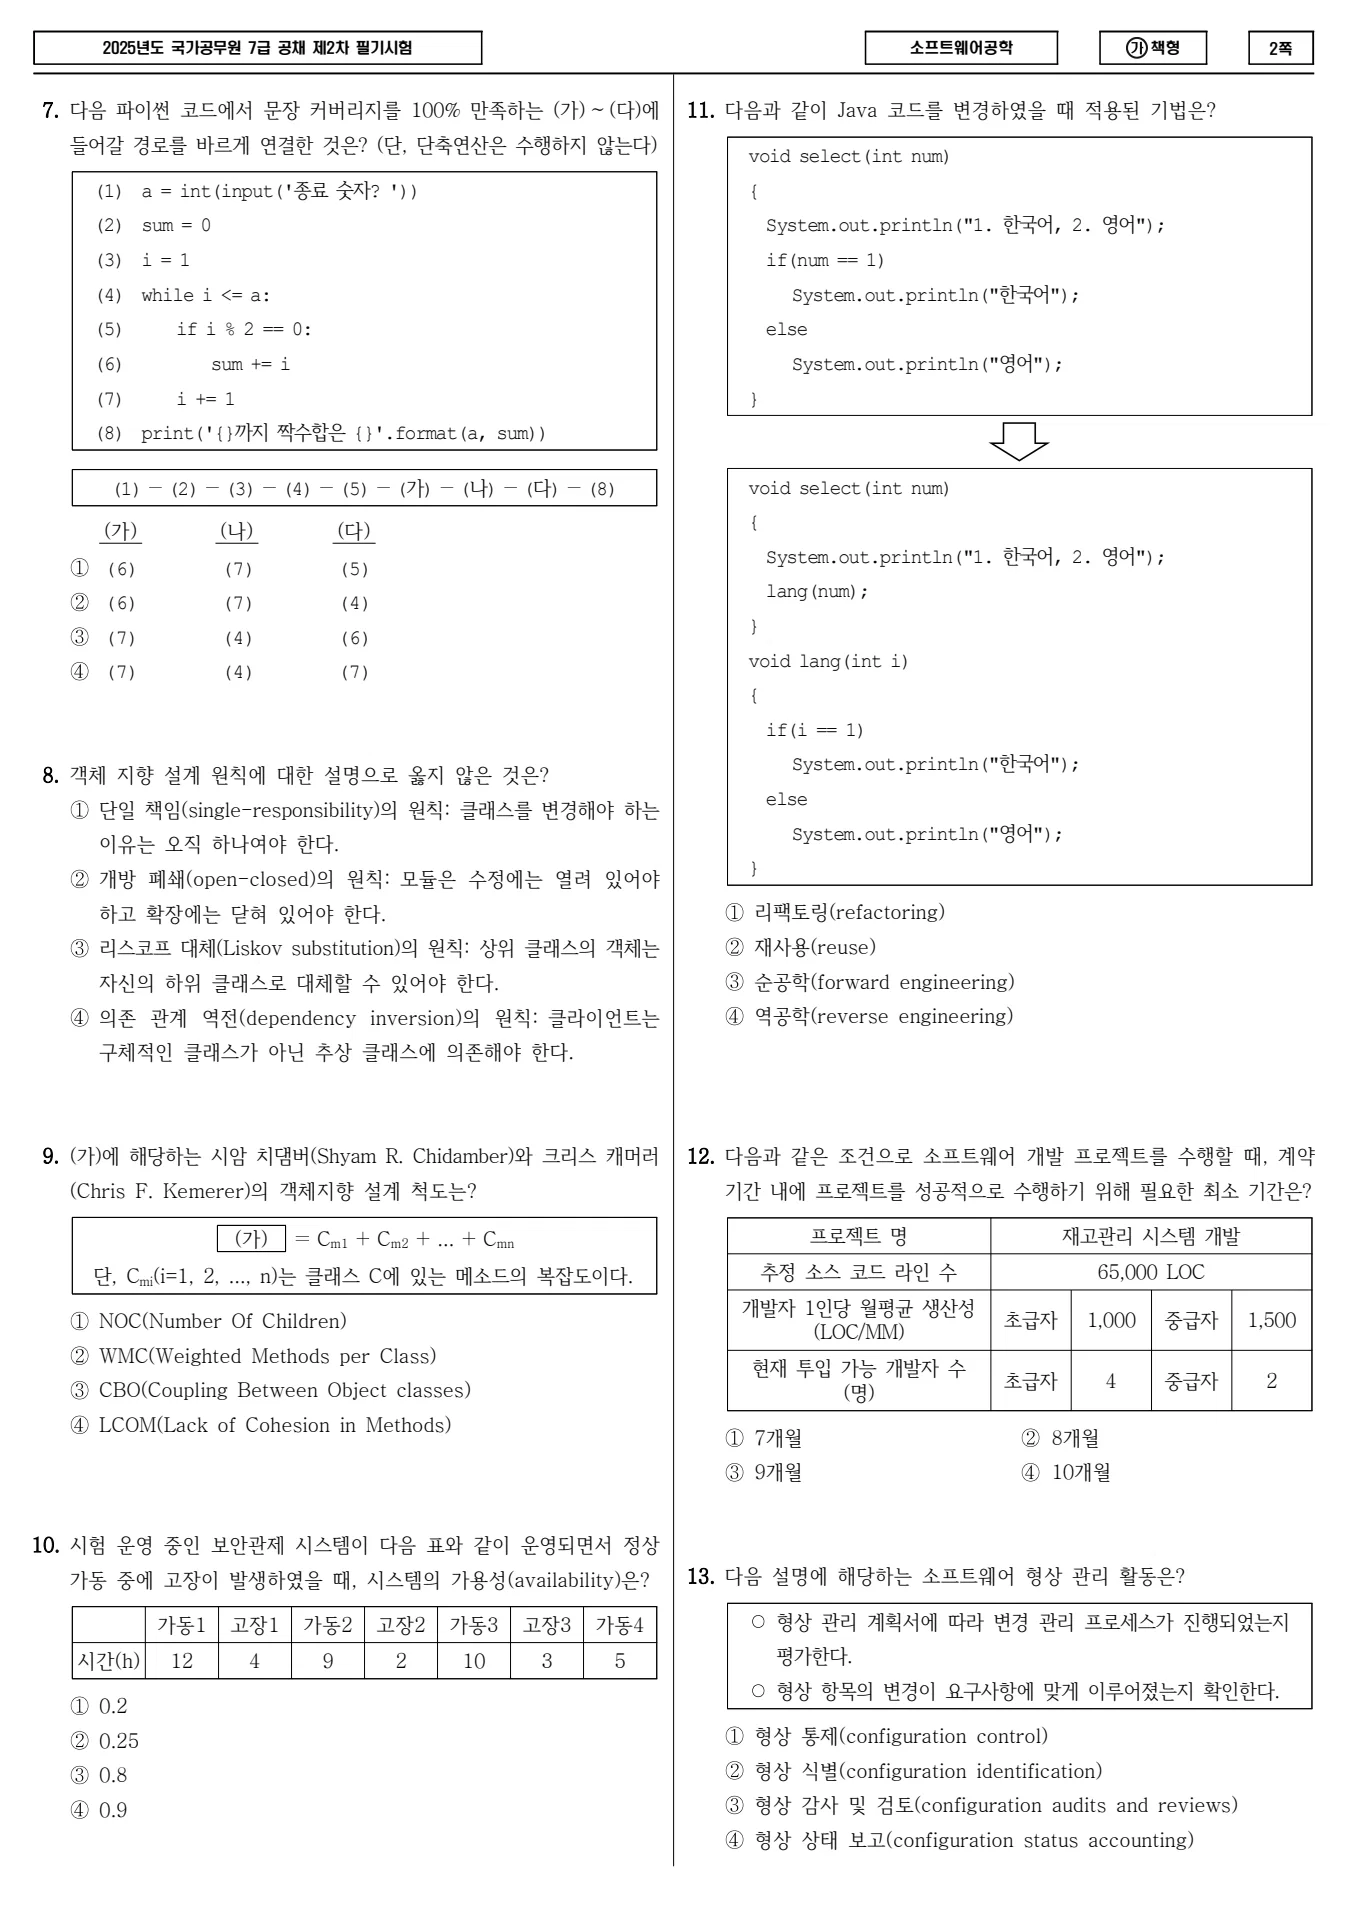 2025년도 국가공무원 7급 공채 제2차 필기시험
소프트웨어공학
㉮ 책형
2쪽
7. 다음 파이썬 코드에서 문장 커버리지를 100% 만족하는 (가) ~ (다)에
들어갈 경로를 바르게 연결한 것은? (단, 단축연산은 수행하지 않는다)
(1) a = int(input('종료 숫자? '))
(2) sum = 0
(3) i = 1
(4) while i <= a:
(5) if i % 2 == 0:
(6) sum += i
(7) i += 1
(8) print('{}까지 짝수합은 {}'.format(a, sum))
(1) － (2) － (3) － (4) － (5) － (가) － (나) － (다) － (8)
(가) (나) (다)
① (6) (7) (5)
② (6) (7) (4)
③ (7) (4) (6)
④ (7) (4) (7)
8. 객체 지향 설계 원칙에 대한 설명으로 옳지 않은 것은?
① 단일 책임(single-responsibility)의 원칙: 클래스를 변경해야 하는
이유는 오직 하나여야 한다.
② 개방 폐쇄(open-closed)의 원칙: 모듈은 수정에는 열려 있어야
하고 확장에는 닫혀 있어야 한다.
③ 리스코프 대체(Liskov substitution)의 원칙: 상위 클래스의 객체는
자신의 하위 클래스로 대체할 수 있어야 한다.
④ 의존 관계 역전(dependency inversion)의 원칙: 클라이언트는
구체적인 클래스가 아닌 추상 클래스에 의존해야 한다.
9. (가)에 해당하는 시암 치댐버(Shyam R. Chidamber)와 크리스 캐머러
(Chris F. Kemerer)의 객체지향 설계 척도는?
(가) = Cm1 + Cm2 + ... + Cmn
단, Cmi(i=1, 2, ..., n)는 클래스 C에 있는 메소드의 복잡도이다.
① NOC(Number Of Children)
② WMC(Weighted Methods per Class)
③ CBO(Coupling Between Object classes)
④ LCOM(Lack of Cohesion in Methods)
10. 시험 운영 중인 보안관제 시스템이 다음 표와 같이 운영되면서 정상
가동 중에 고장이 발생하였을 때, 시스템의 가용성(availability)은?
가동1 고장1 가동2 고장2 가동3 고장3 가동4
시간(h) 12 4 9 2 10 3 5
① 0.2
② 0.25
③ 0.8
④ 0.9
11. 다음과 같이 Java 코드를 변경하였을 때 적용된 기법은?
void select(int num)
{
System.out.println("1. 한국어, 2. 영어");
if(num == 1)
System.out.println("한국어");
else
System.out.println("영어");
}
void select(int num)
{
System.out.println("1. 한국어, 2. 영어");
lang(num);
}
void lang(int i)
{
if(i == 1)
System.out.println("한국어");
else
System.out.println("영어");
}
① 리팩토링(refactoring)
② 재사용(reuse)
③ 순공학(forward engineering)
④ 역공학(reverse engineering)
12. 다음과 같은 조건으로 소프트웨어 개발 프로젝트를 수행할 때, 계약
기간 내에 프로젝트를 성공적으로 수행하기 위해 필요한 최소 기간은?
프로젝트 명 재고관리 시스템 개발
추정 소스 코드 라인 수 65,000 LOC
개발자 1인당 월평균 생산성
(LOC/MM) 초급자 1,000 중급자 1,500
현재 투입 가능 개발자 수
(명) 초급자 4 중급자 2
① 7개월 ② 8개월
③ 9개월 ④ 10개월
13. 다음 설명에 해당하는 소프트웨어 형상 관리 활동은?
○ 형상 관리 계획서에 따라 변경 관리 프로세스가 진행되었는지
평가한다.
○ 형상 항목의 변경이 요구사항에 맞게 이루어졌는지 확인한다.
① 형상 통제(configuration control)
② 형상 식별(configuration identification)
③ 형상 감사 및 검토(configuration audits and reviews)
④ 형상 상태 보고(configuration status accounting)